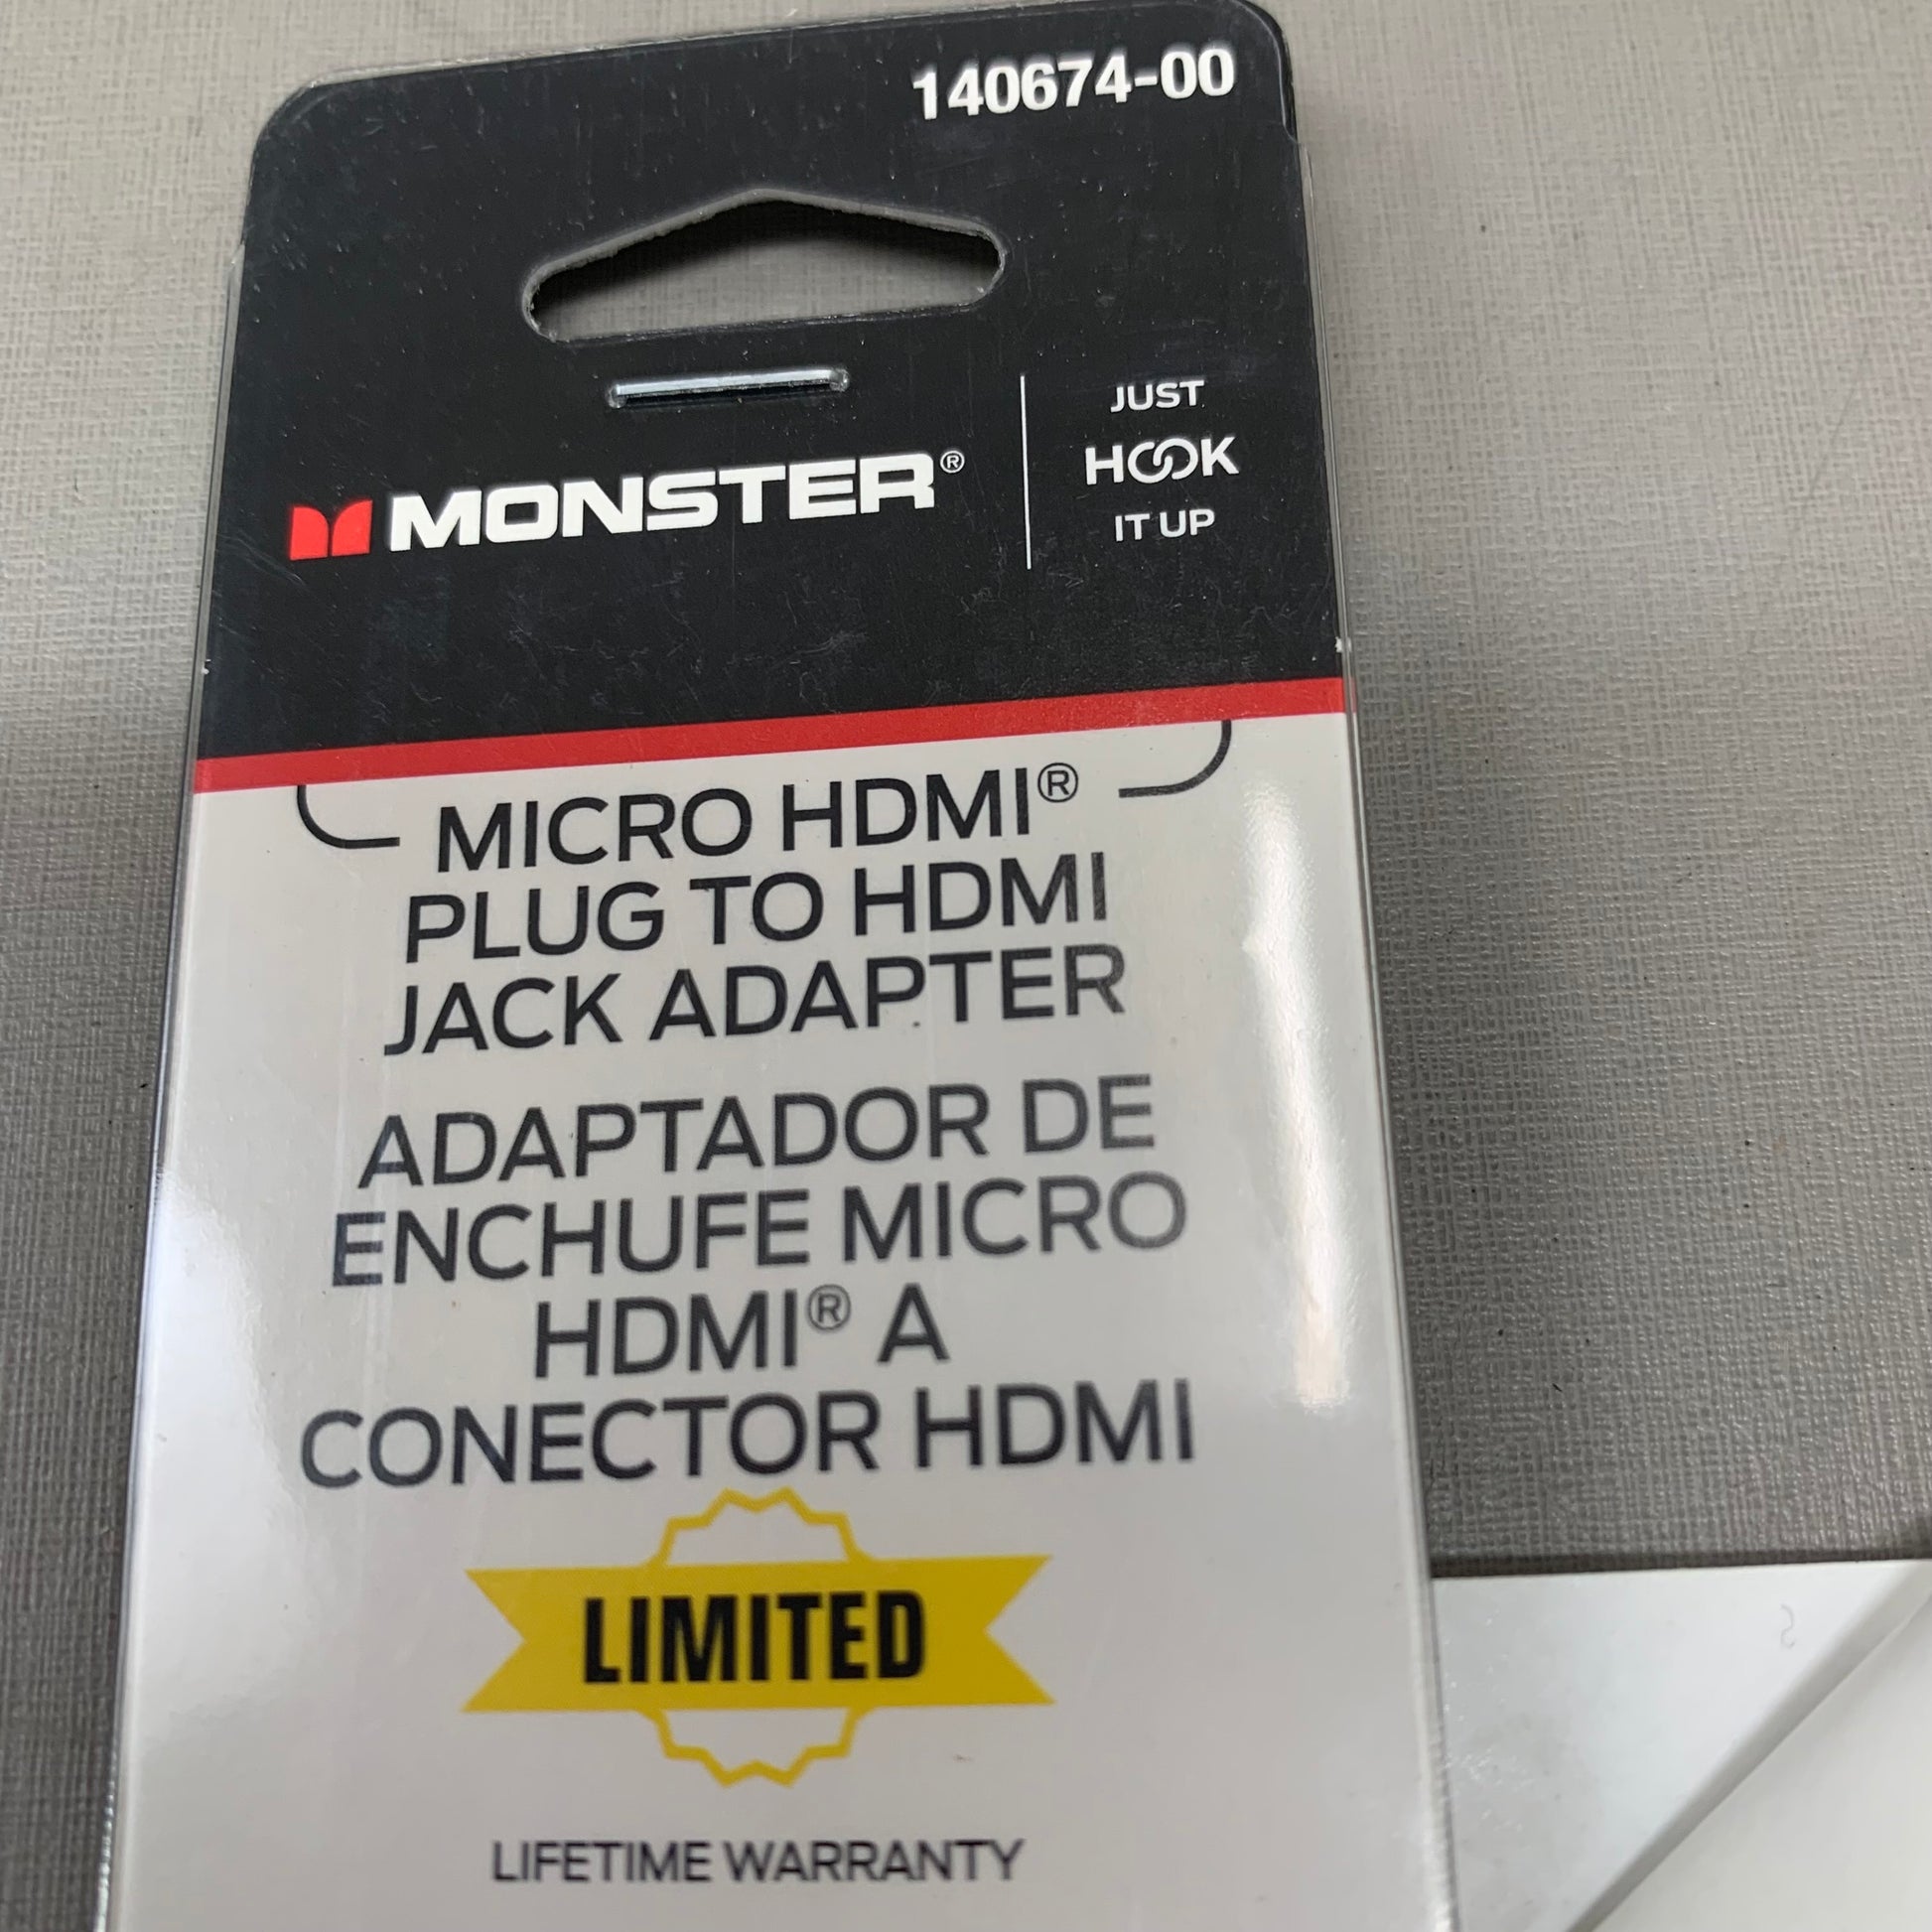 140674-00
MONSTER®
JUST
HOOK
IT UP
MICRO HDMI®
PLUG TO HDMI
JACK ADAPTER
ADAPTADOR DE
ENCHUFE MICRO
HDMI® A
CONECTOR HDMI
LIMITED
LIFETIME WARRANTY